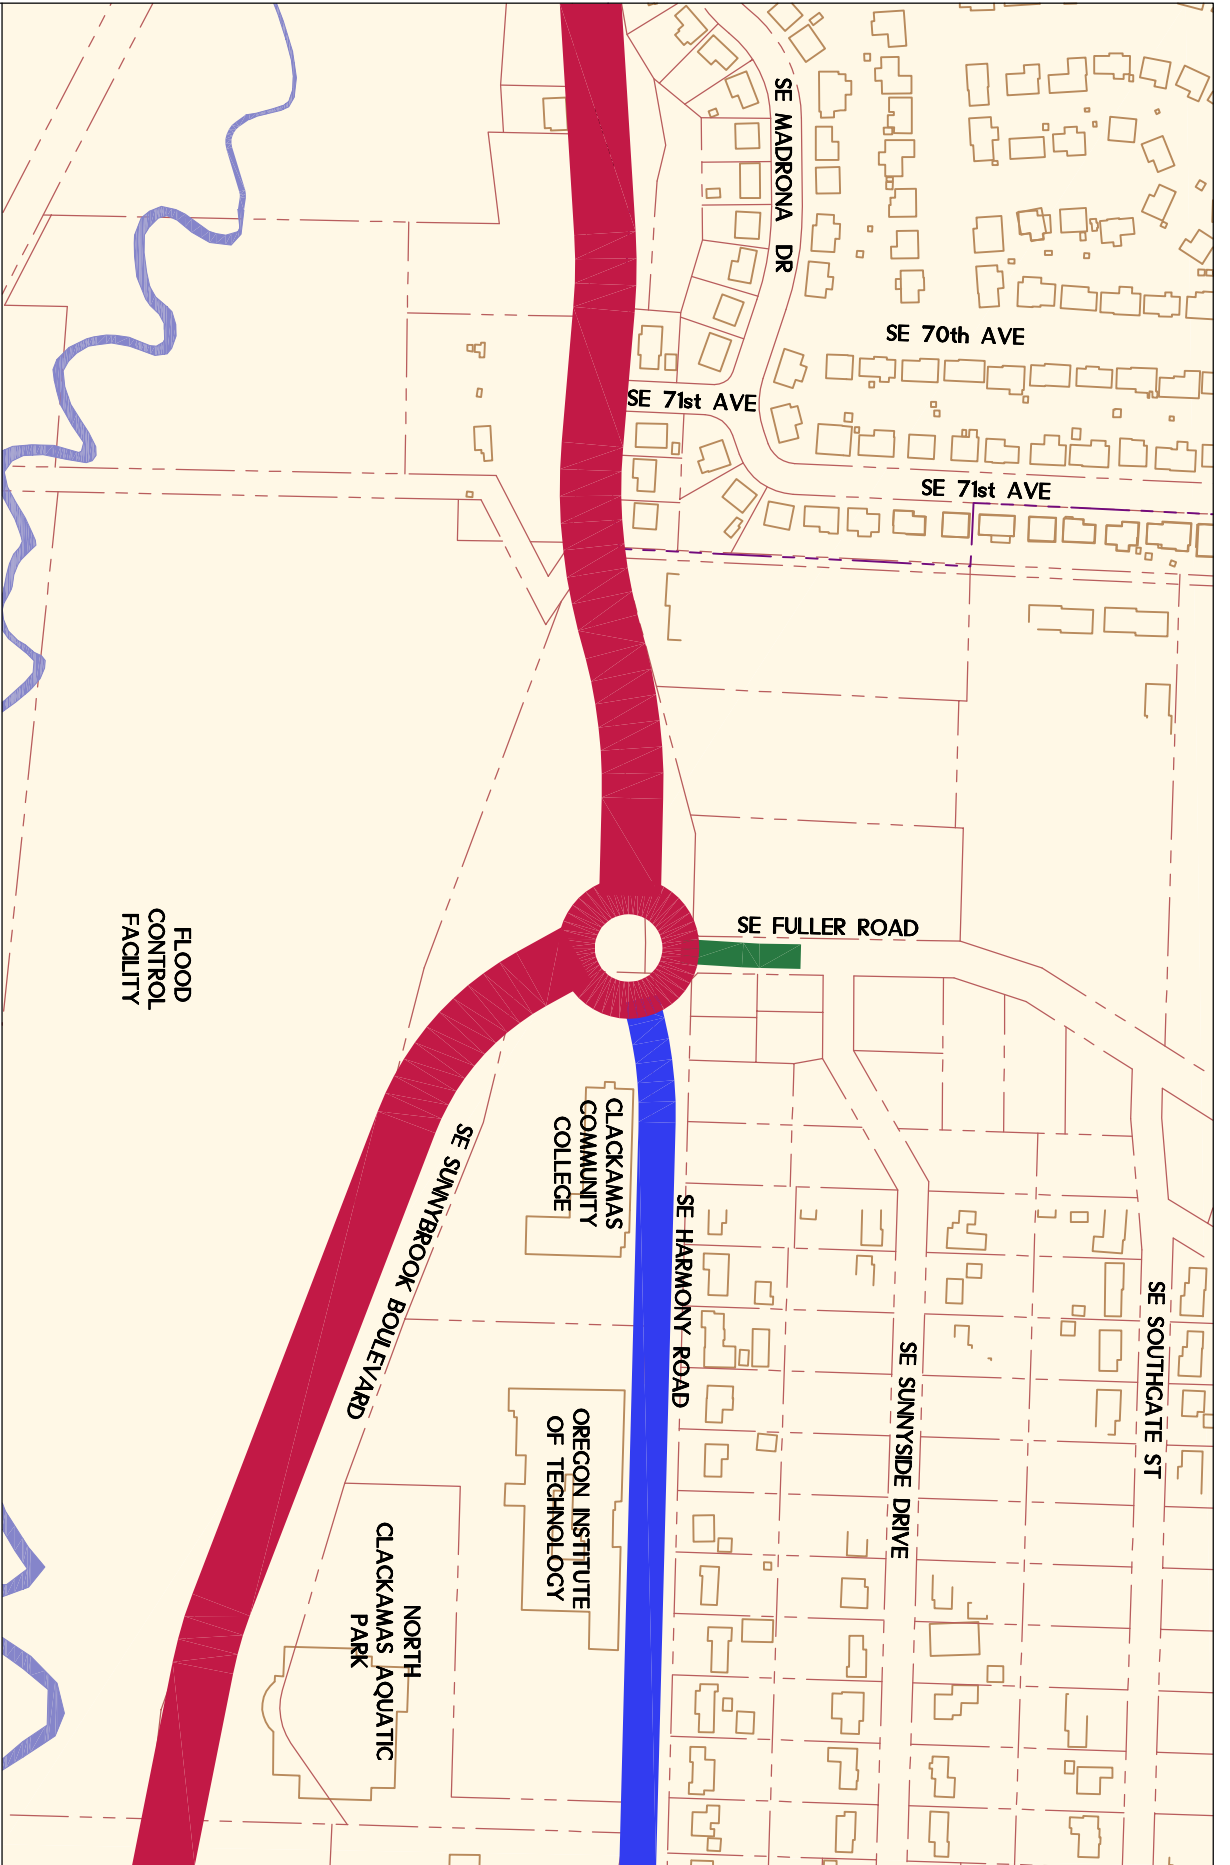 SE MADRONA DR
SE 70th AVE
SE 71st AVE
SE 71st AVE
SE FULLER ROAD
FLOOD
CONTROL
FACILITY
CLACKAMAS
COMMUNITY
COLLEGE
SE SUNNYBROOK BOULEVARD
SE HARMONY ROAD
SE SOUTHGATE ST
SE SUNNYSIDE DRIVE
OREGON INSTITUTE
OF TECHNOLOGY
NORTH
CLACKAMAS AQUATIC
PARK